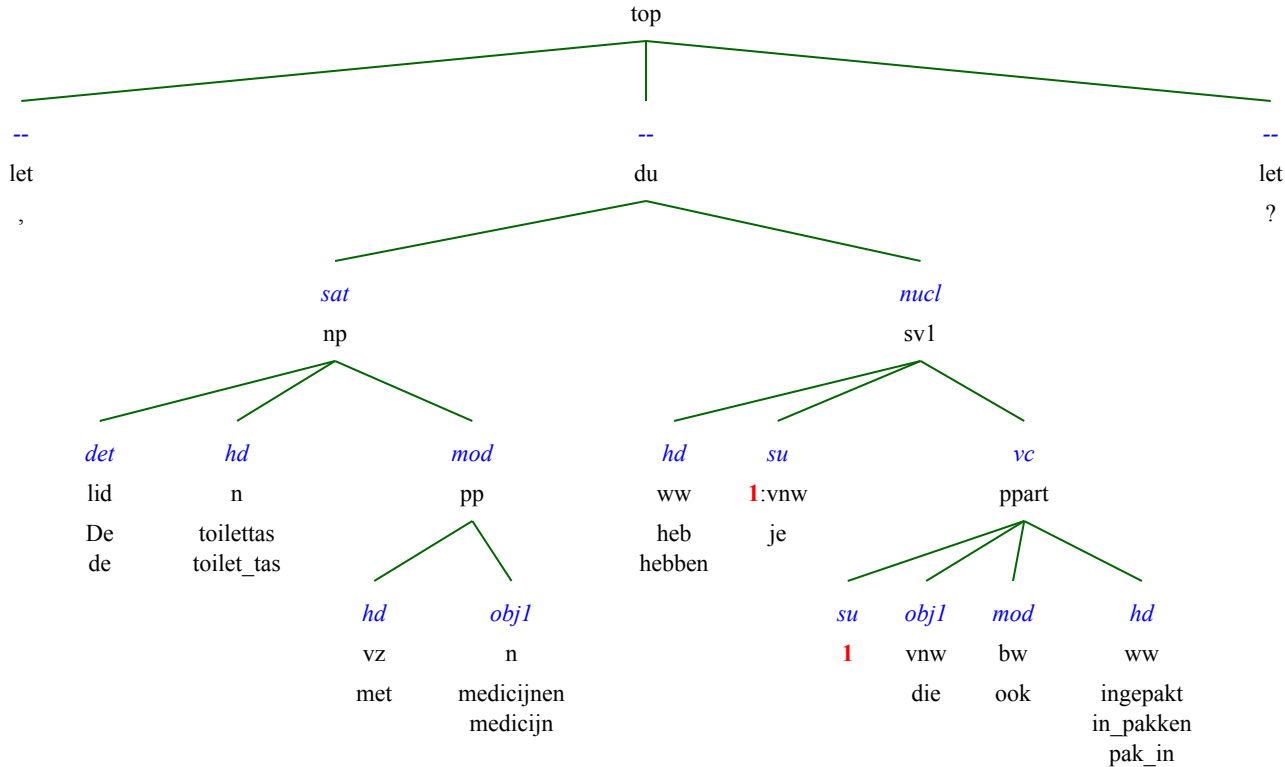 top
-- -- --
let du let
, ?
sat nucl
np sv1
det hd mod hd su vc
lid n pp ww 1:vnw ppart
De toilettas heb je
de toilet_tas hebben
hd obj1 su obj1 mod hd
vz n 1 vnw bw ww
met medicijnen die ook ingepakt
medicijn in_pakken
pak_in